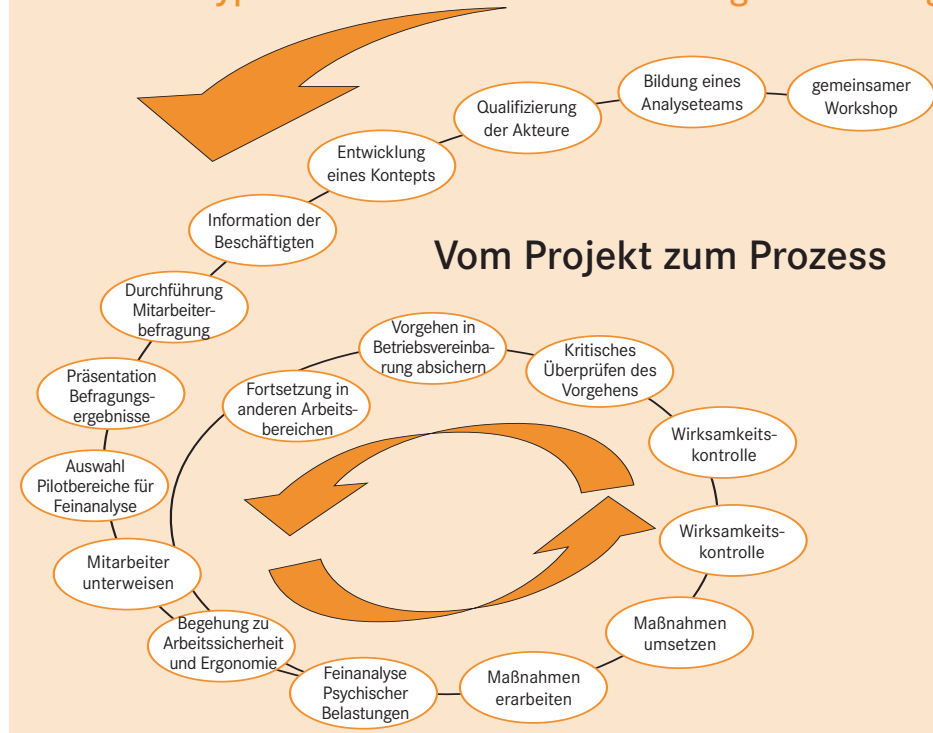 gemeinsamer
Workshop
Bildung eines
Analyseteams
Qualifizierung
der Akteure
Entwicklung
eines Kontepts
Information der
Beschäftigten
Vom Projekt zum Prozess
Durchführung
Mitarbeiter-
befragung
Präsentation
Befragungs-
ergebnisse
Auswahl
Pilotbereiche für
Feinanalyse
Mitarbeiter
unterweisen
Begehung zu
Arbeitssicherheit
und Ergonomie
Feinanalyse
Psychischer
Belastungen
Maßnahmen
erarbeiten
Maßnahmen
umsetzen
Wirksamkeits-
kontrolle
Wirksamkeits-
kontrolle
Kritisches
Überprüfen des
Vorgehens
Vorgehen in
Betriebsvereinba-
rung absichern
Fortsetzung in
anderen Arbeits-
bereichen